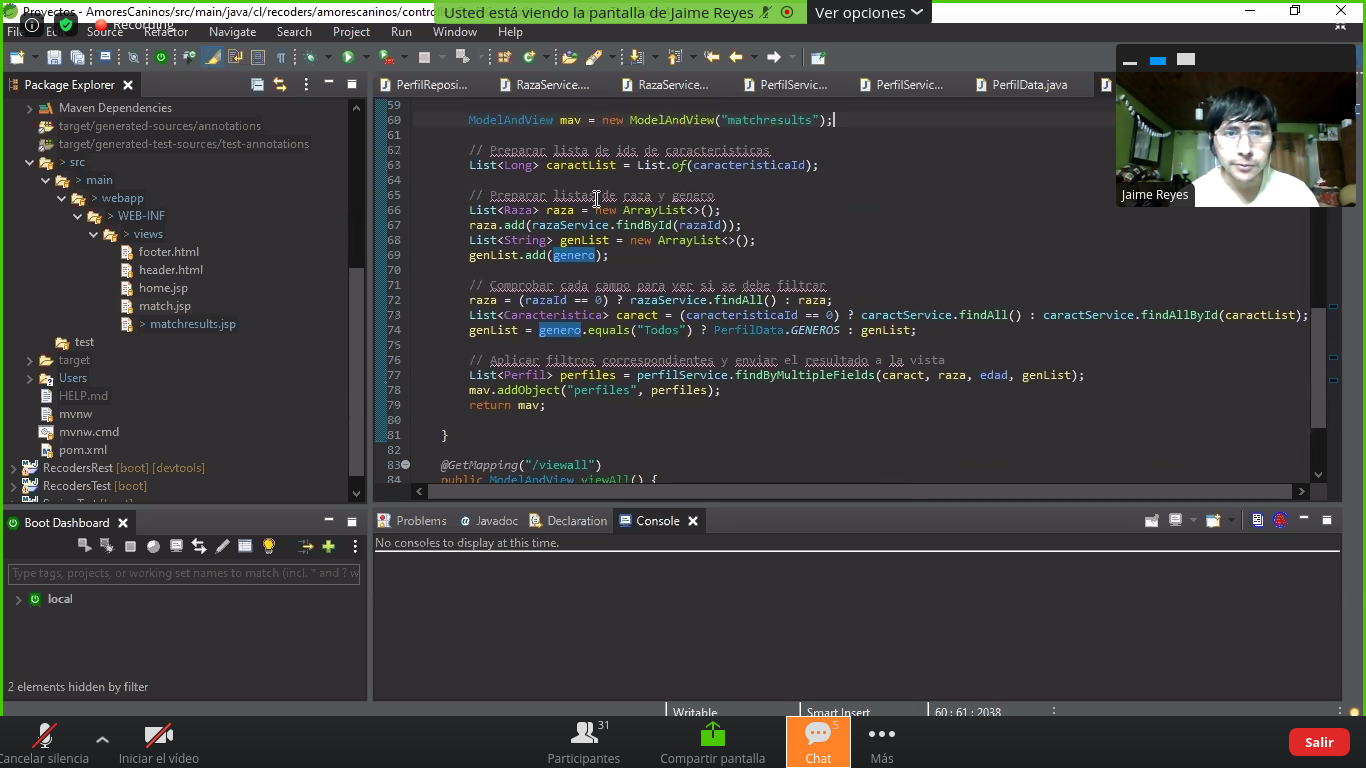 Proyectos - AmoresCaninos/src/main/java/cl/recoders/amorescaninos/contro
Usted está viendo la pantalla de Jaime Reyes
Ver opciones
Recording
Source Refactor Navigate Search Project Run Window Help
Package Explorer
PerfilReposi...
RazaService....
RazaService...
PerfilServic...
PerfilServic...
PerfilData.java
Maven Dependencies
target/generated-sources/annotations
target/generated-test-sources/test-annotations
> src
> main
> webapp
> WEB-INF
> views
footer.html
header.html
home.jsp
match.jsp
> matchresults.jsp
test
target
Users
HELP.md
mvnw
mvnw.cmd
pom.xml
RecodersRest [boot] [devtools]
RecodersTest [boot]
59
60 ModelAndView mav = new ModelAndView("matchresults");
61
62 // Preparar lista de ids de caracteristicas
63 List<Long> caractList = List.of(caracteristicaId);
64
65 // Preparar listas de raza y genero
66 List<Raza> raza = new ArrayList<>();
67 raza.add(razaService.findById(razaId));
68 List<String> genList = new ArrayList<>();
69 genList.add(genero);
70
71 // Comprobar cada campo para ver si se debe filtrar
72 raza = (razaId == 0) ? razaService.findAll() : raza;
73 List<Caracteristica> caract = (caracteristicaId == 0) ? caractService.findAll() : caractService.findAllById(caractList);
74 genList = genero.equals("Todos") ? PerfilData.GENEROS : genList;
75
76 // Aplicar filtros correspondientes y enviar el resultado a la vista
77 List<Perfil> perfiles = perfilService.findByMultipleFields(caract, raza, edad, genList);
78 mav.addObject("perfiles", perfiles);
79 return mav;
80
81 }
82
83 @GetMapping("/viewall")
84 public ModelAndView viewAll() {
Jaime Reyes
Boot Dashboard
Type tags, projects, or working set names to match (incl. * and ? w
local
2 elements hidden by filter
Problems
@ Javadoc
Declaration
Console
No consoles to display at this time.
Writable
Smart Insert
60 : 61 : 2038
Cancelar silencia
Iniciar el vídeo
31
Participantes
Compartir pantalla
5
Chat
Más
Salir